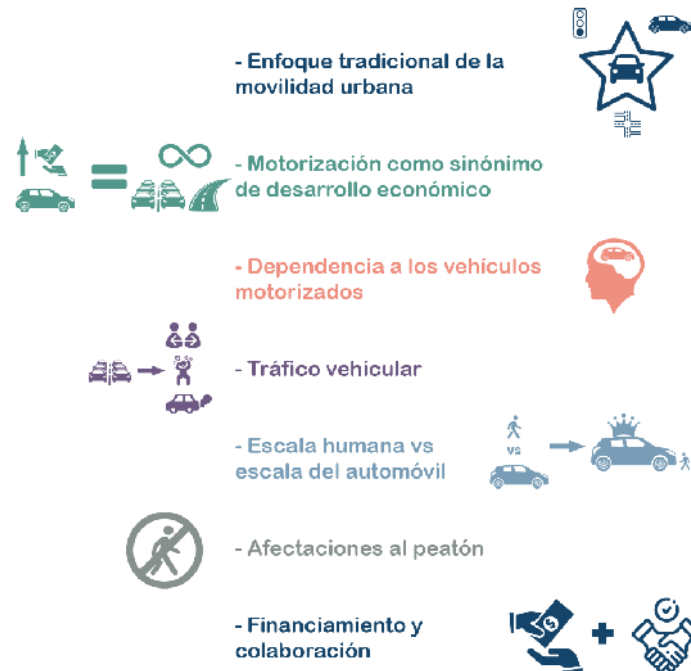 - Enfoque tradicional de la
movilidad urbana
- Motorización como sinónimo
de desarrollo económico
- Dependencia a los vehículos
motorizados
- Tráfico vehicular
- Escala humana vs
escala del automóvil
vs
- Afectaciones al peatón
- Financiamiento y
colaboración
$